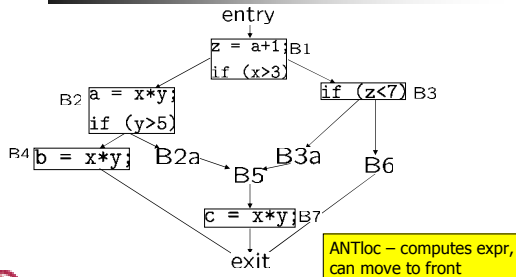 entry
z = a+1; B1
if (x>3)
a = x*y;
B2
if (y>5)
if (z<7) B3
B4 b = x*y;
B2a
B3a
B6
B5
c = x*y; B7
exit
ANTloc – computes expr,
can move to front